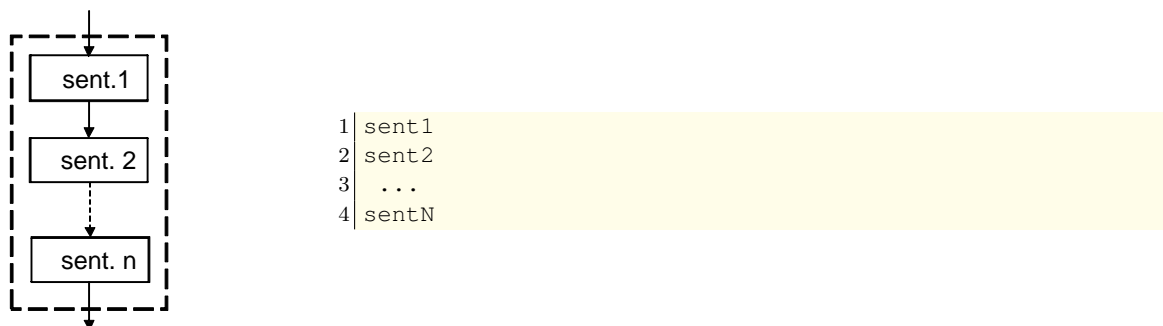 sent.1
sent. 2
sent. n
1 sent1
2 sent2
3 ...
4 sentN